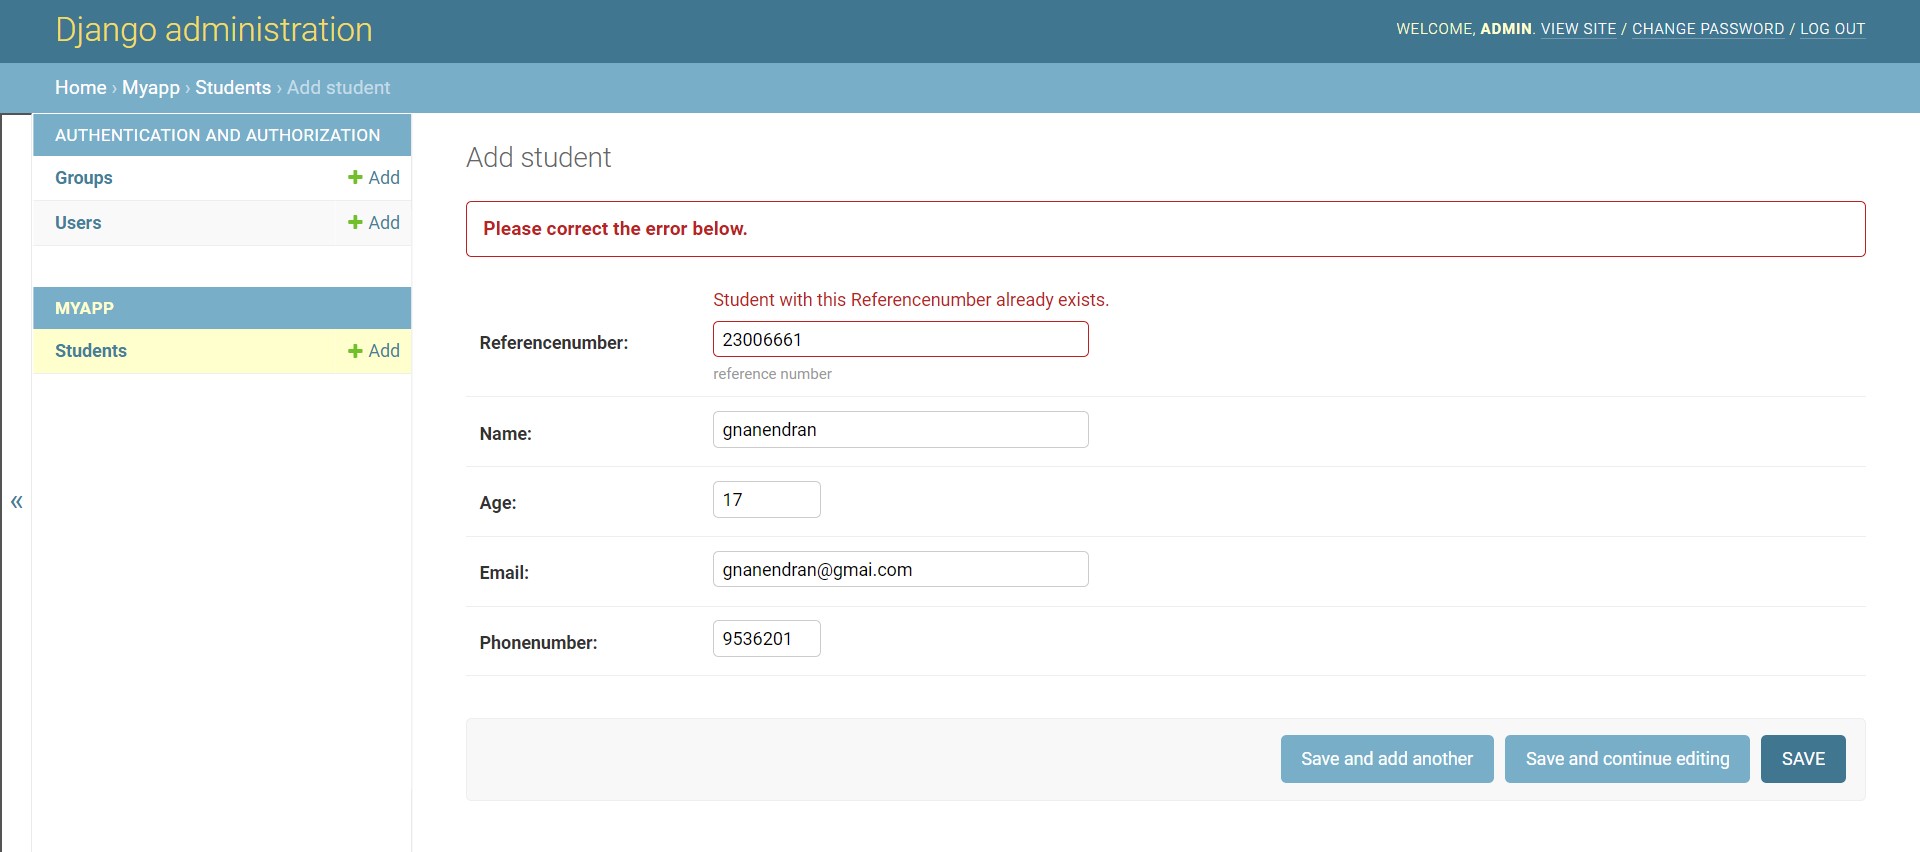 Django administration
WELCOME, ADMIN. VIEW SITE / CHANGE PASSWORD / LOG OUT
Home › Myapp › Students › Add student
AUTHENTICATION AND AUTHORIZATION
Groups + Add
Users + Add
MYAPP
Students + Add
«
Add student
Please correct the error below.
Student with this Referencenumber already exists.
Referencenumber: 23006661
reference number
Name: gnanendran
Age: 17
Email: gnanendran@gmai.com
Phonenumber: 9536201
Save and add another Save and continue editing SAVE